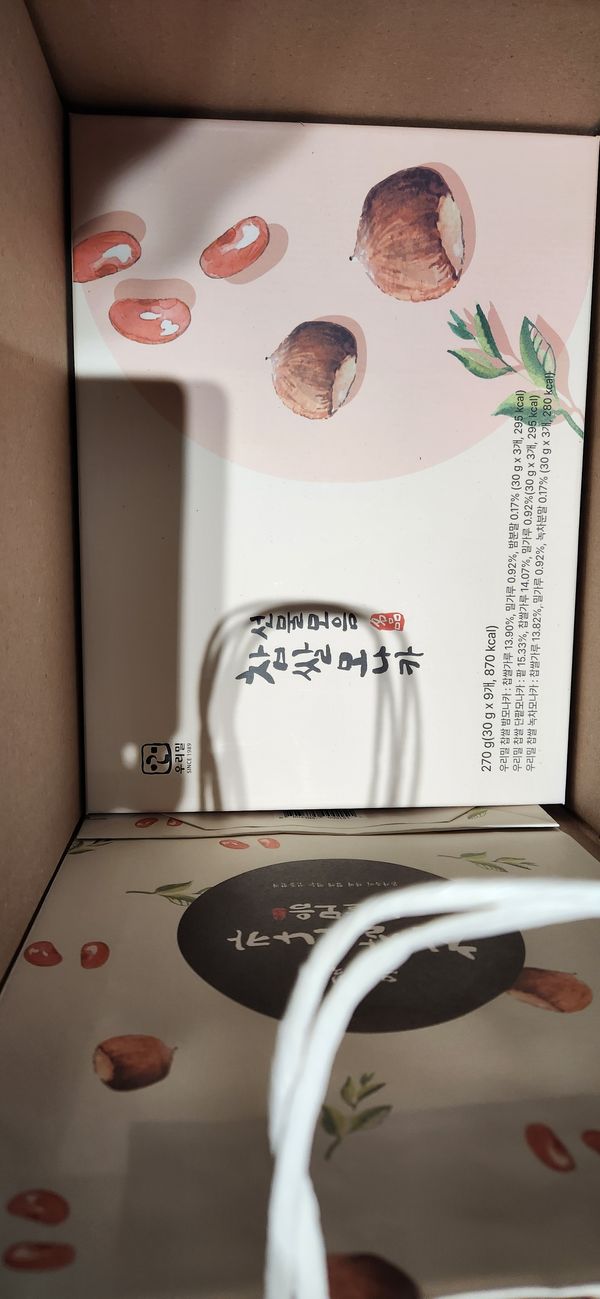 선물모음
名品
찹쌀모나카
우리밀
SINCE 1989
270 g(30 g x 9개, 870 kcal)
우리밀 찹쌀 밤모나카 : 찹쌀가루 13.90%, 밀가루 0.92%, 밤분말 0.17% (30 g x 3개, 295 kcal)
우리밀 찹쌀 단팥모나카 : 팥 15.33%, 찹쌀가루 14.07%, 밀가루 0.92%(30 g x 3개, 295 kcal)
우리밀 찹쌀 녹차모나카 : 찹쌀가루 13.82%, 밀가루 0.92%, 녹차분말 0.17% (30 g x 3개, 280 kcal)